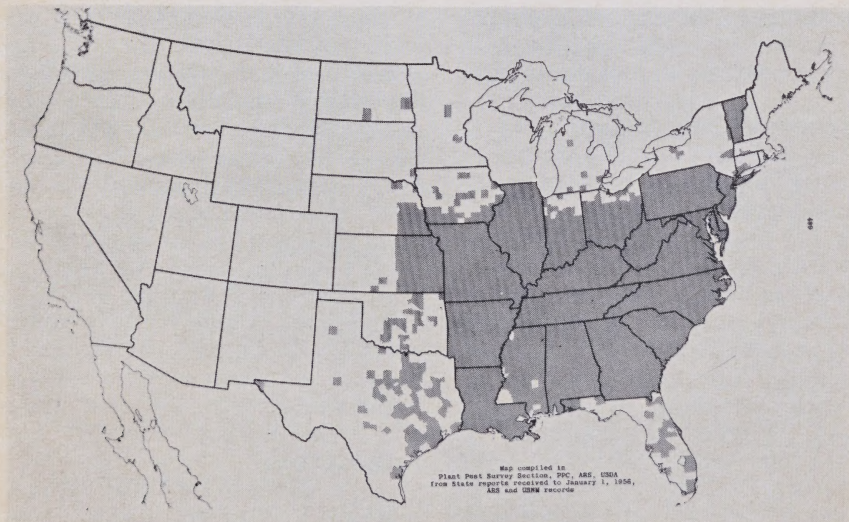 Map compiled in
Plant Pest Survey Section, PPC, ARS, USDA
from State reports received to January 1, 1956,
ARS and USNM records